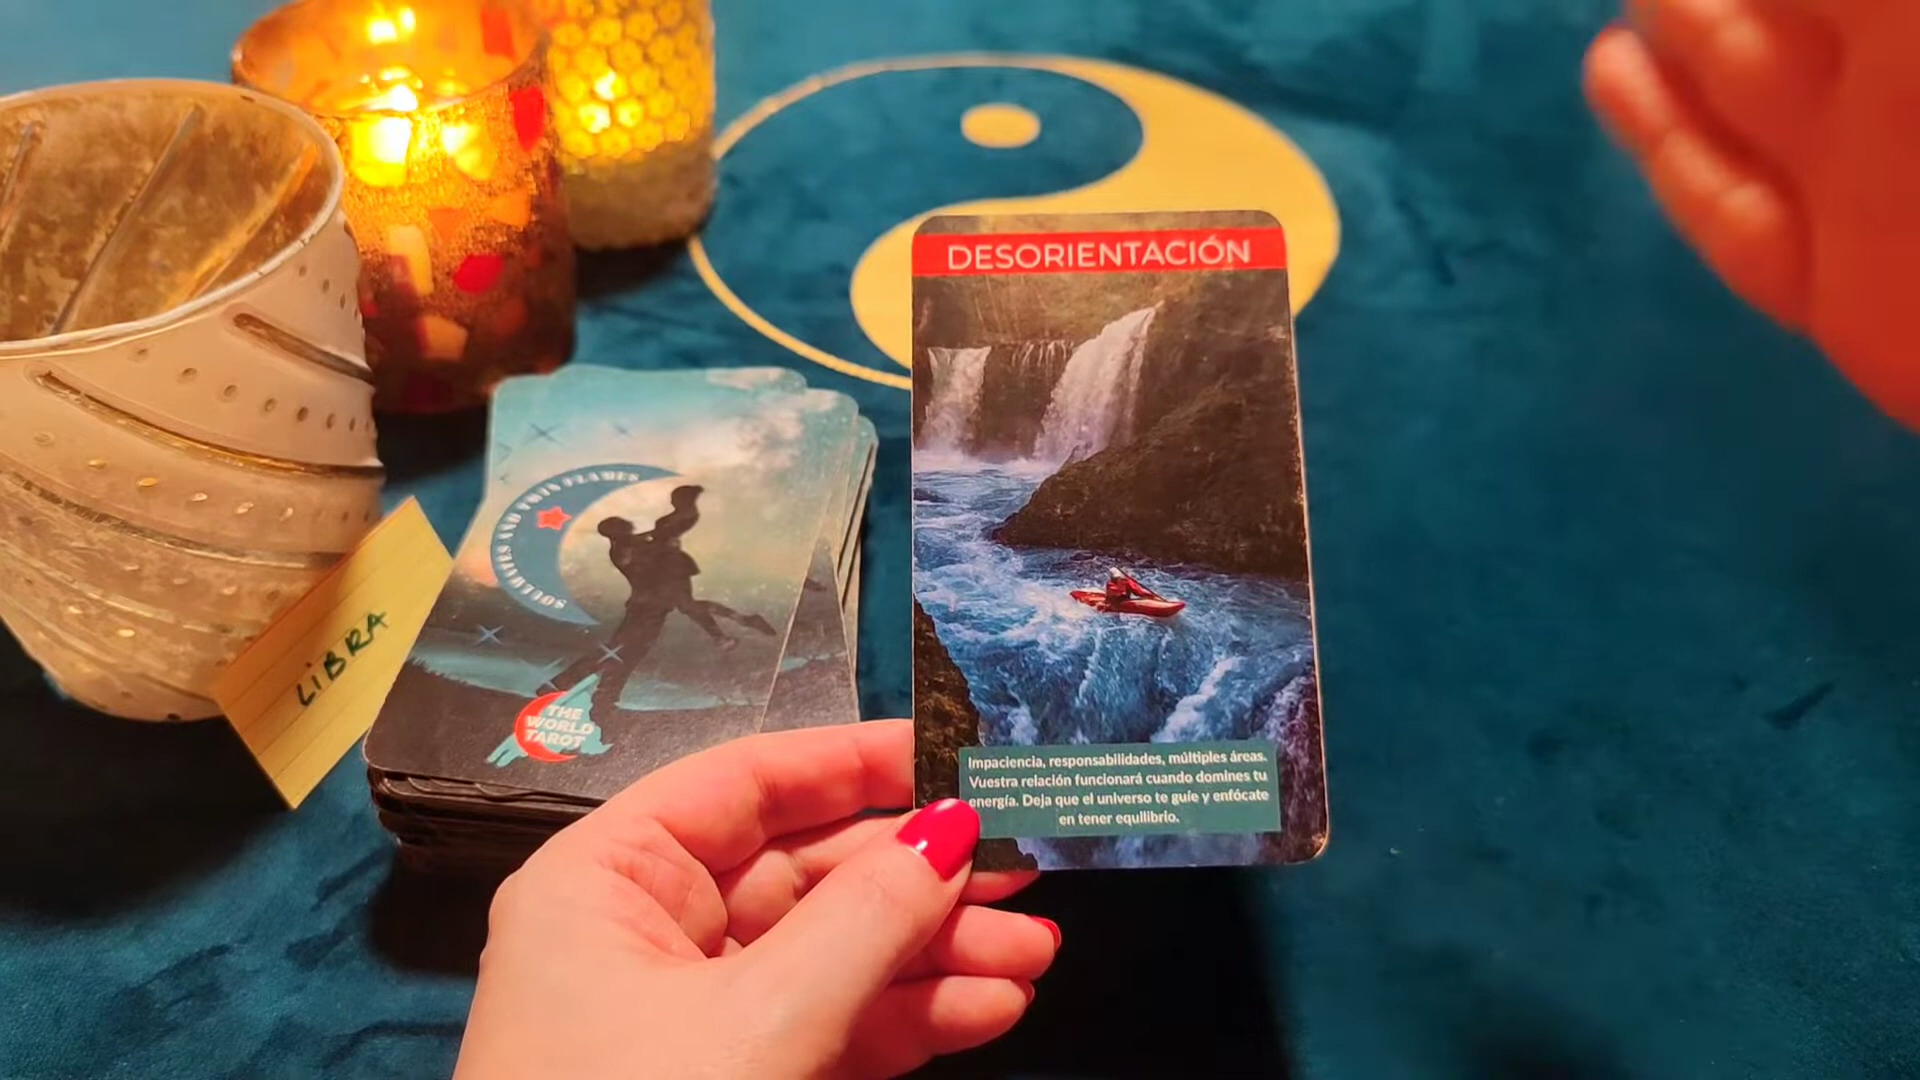 DESORIENTACIÓN
SOULMATES AND TWIN FLAMES
LIBRA
THE
WORLD
TAROT
Impaciencia, responsabilidades, múltiples áreas.
Vuestra relación funcionará cuando domines tu
energía. Deja que el universo te guíe y enfócate
en tener equilibrio.